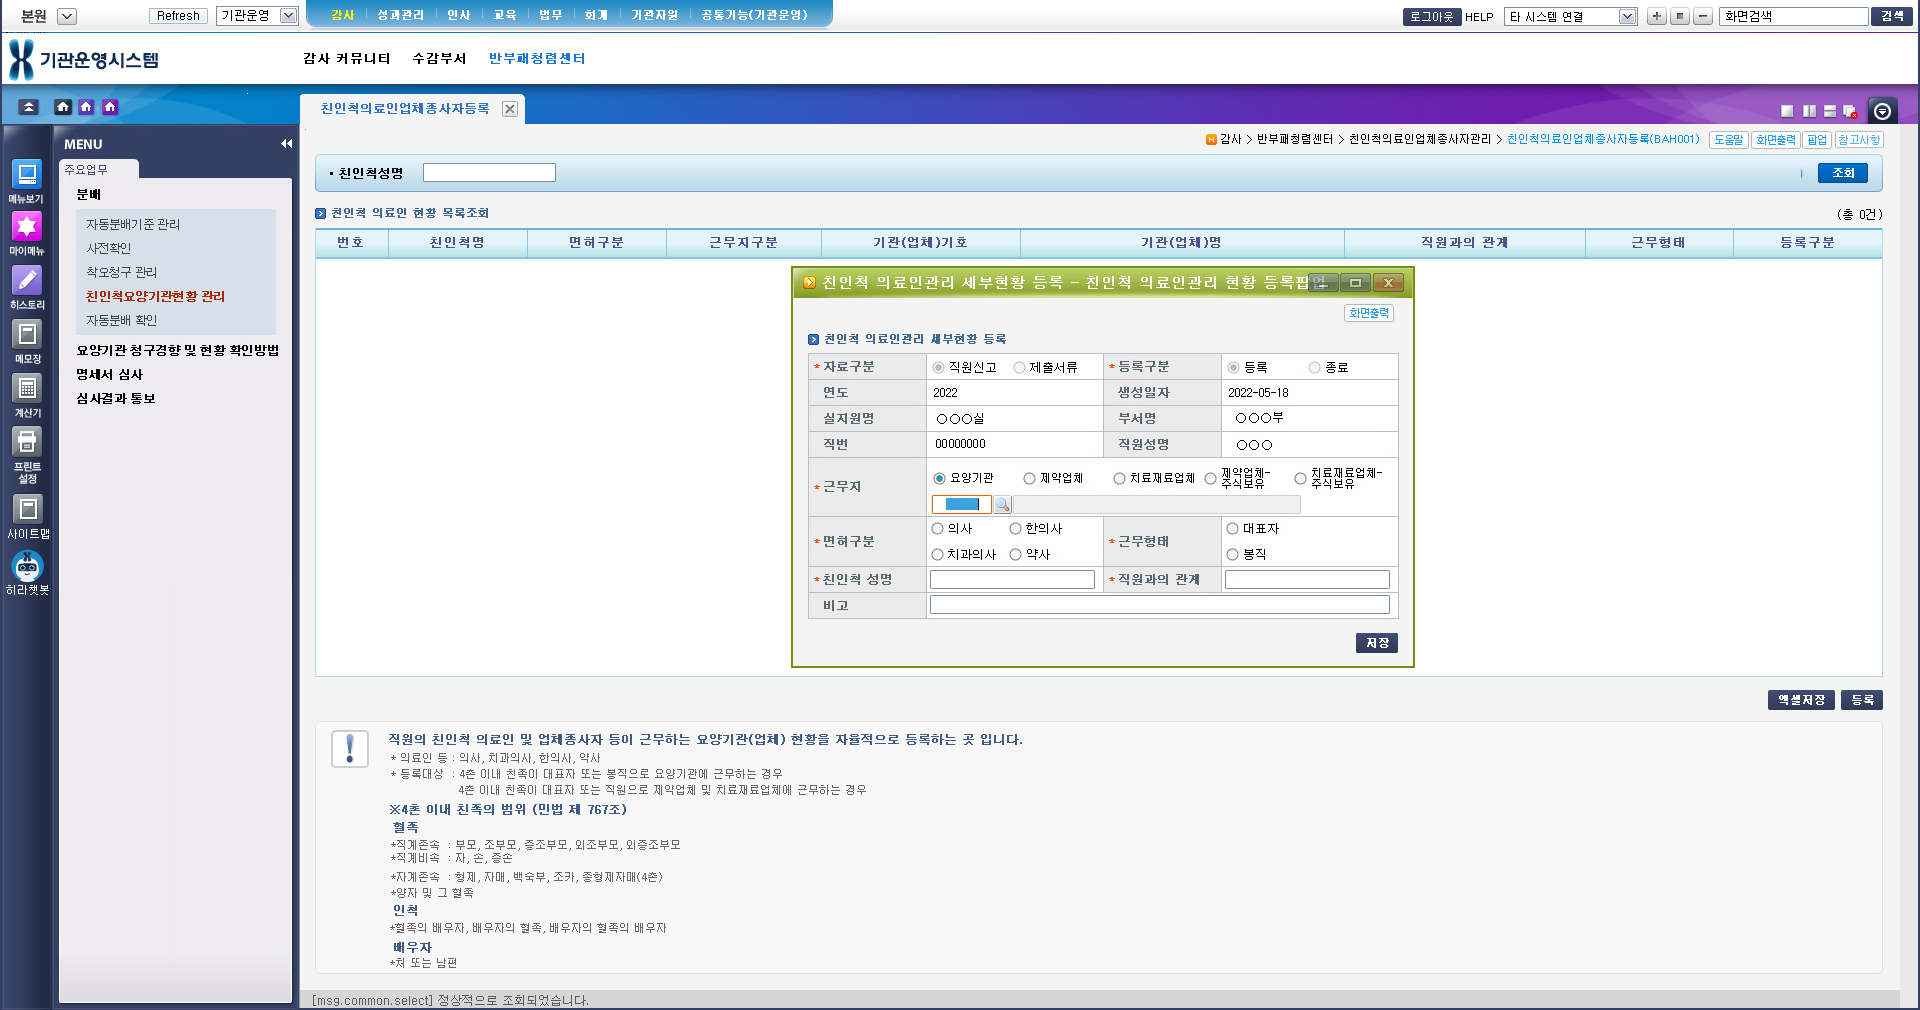 본원 Refresh 기관운영 감사 성과관리 인사 교육 법무 회계 기관자원 공통기능(기관운영) 로그아웃 HELP 타 시스템 연결 화면검색 검색
기관운영시스템 감사 커뮤니티 수감부서 반부패청렴센터
친인척의료인업체종사자등록
MENU
감사 > 반부패청렴센터 > 친인척의료인업체종사자관리 > 친인척의료인업체종사자등록(BAH001) 도움말 화면출력 팝업 참고사항
주요업무
분배
자동분배기준 관리
사전확인
착오청구 관리
친인척요양기관현황 관리
자동분배 확인
요양기관 청구경향 및 현황 확인방법
명세서 심사
심사결과 통보
메뉴보기
마이메뉴
히스토리
메모장
계산기
프린트
설정
사이트맵
히라챗봇
• 친인척성명 조회
친인척 의료인 현황 목록조회 (총 0건)
번호 친인척명 면허구분 근무지구분 기관(업체)기호 기관(업체)명 직원과의 관계 근무형태 등록구분
친인척 의료인관리 세부현황 등록 - 친인척 의료인관리 현황 등록팝업
화면출력
친인척 의료인관리 세부현황 등록
* 자료구분 직원신고 제출서류 * 등록구분 등록 종료
연도 2022 생성일자 2022-05-18
실지원명 ○○○실 부서명 ○○○부
직번 00000000 직원성명 ○○○
* 근무지 요양기관 제약업체 치료재료업체 제약업체-주식보유 치료재료업체-주식보유
* 면허구분 의사 한의사 * 근무형태 대표자
치과의사 약사 봉직
* 친인척 성명 * 직원과의 관계
비고
저장
엑셀저장 등록
직원의 친인척 의료인 및 업체종사자 등이 근무하는 요양기관(업체) 현황을 자율적으로 등록하는 곳 입니다.
* 의료인 등 : 의사, 치과의사, 한의사, 약사
* 등록대상 : 4촌 이내 친족이 대표자 또는 봉직으로 요양기관에 근무하는 경우
4촌 이내 친족이 대표자 또는 직원으로 제약업체 및 치료재료업체에 근무하는 경우
※4촌 이내 친족의 범위 (민법 제 767조)
혈족
*직계존속 : 부모, 조부모, 증조부모, 외조부모, 외증조부모
*직계비속 : 자, 손, 증손
*자계존속 : 형제, 자매, 백숙부, 조카, 종형제자매(4촌)
*양자 및 그 혈족
인척
*혈족의 배우자, 배우자의 혈족, 배우자의 혈족의 배우자
배우자
*처 또는 남편
[msg.common.select] 정상적으로 조회되었습니다.